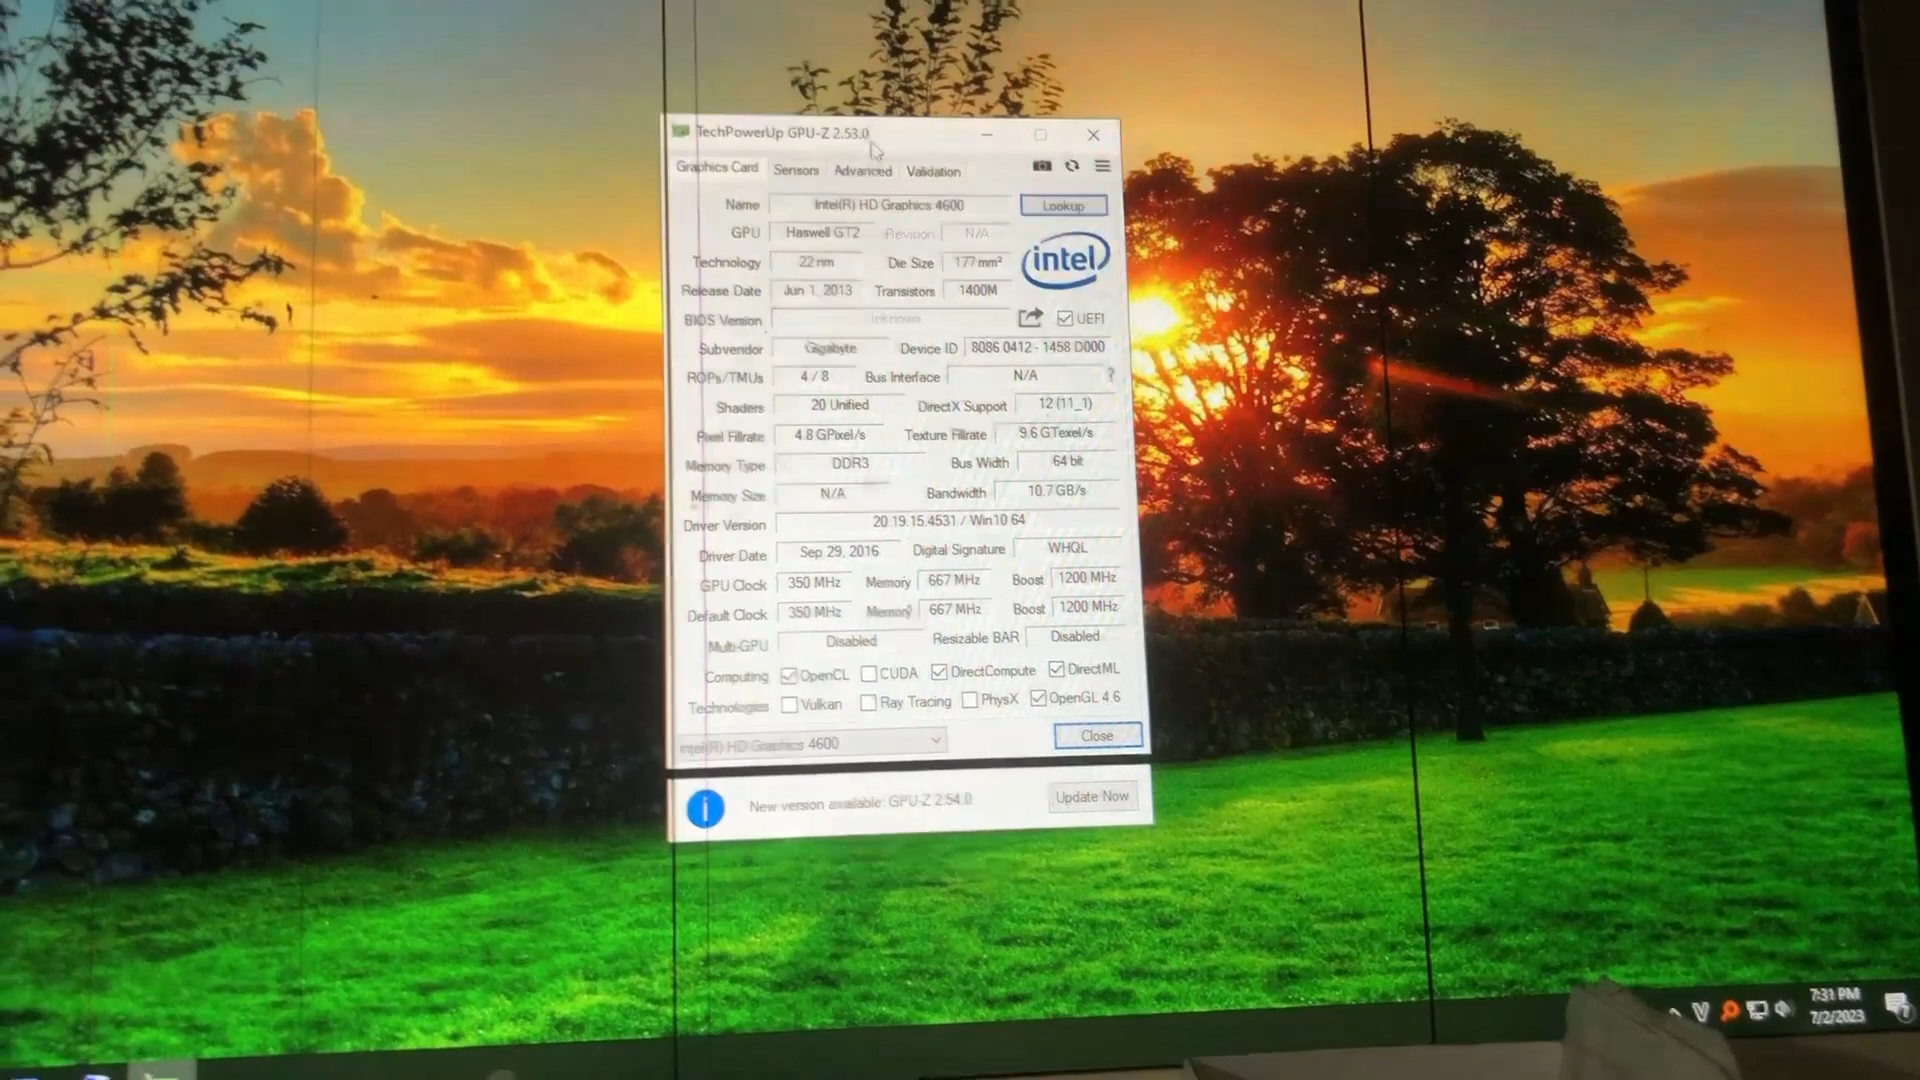 TechPowerUp GPU-Z 2.53.0
Graphics Card Sensors Advanced Validation
Name Intel(R) HD Graphics 4600 Lookup
GPU Haswell GT2 Revision N/A
intel
Technology 22 nm Die Size 177 mm²
Release Date Jun 1, 2013 Transistors 1400M
BIOS Version Unknown UEFI
Subvendor Gigabyte Device ID 8086 0412 - 1458 D000
ROPs/TMUs 4 / 8 Bus Interface N/A ?
Shaders 20 Unified DirectX Support 12 (11_1)
Pixel Fillrate 4.8 GPixel/s Texture Fillrate 9.6 GTexel/s
Memory Type DDR3 Bus Width 64 bit
Memory Size N/A Bandwidth 10.7 GB/s
Driver Version 20.19.15.4531 / Win10 64
Driver Date Sep 29, 2016 Digital Signature WHQL
GPU Clock 350 MHz Memory 667 MHz Boost 1200 MHz
Default Clock 350 MHz Memory 667 MHz Boost 1200 MHz
Multi-GPU Disabled Resizable BAR Disabled
Computing OpenCL CUDA DirectCompute DirectML
Technologies Vulkan Ray Tracing PhysX OpenGL 4.6
Intel(R) HD Graphics 4600 Close
New version available: GPU-Z 2.54.0 Update Now
7:31 PM
7/2/2023